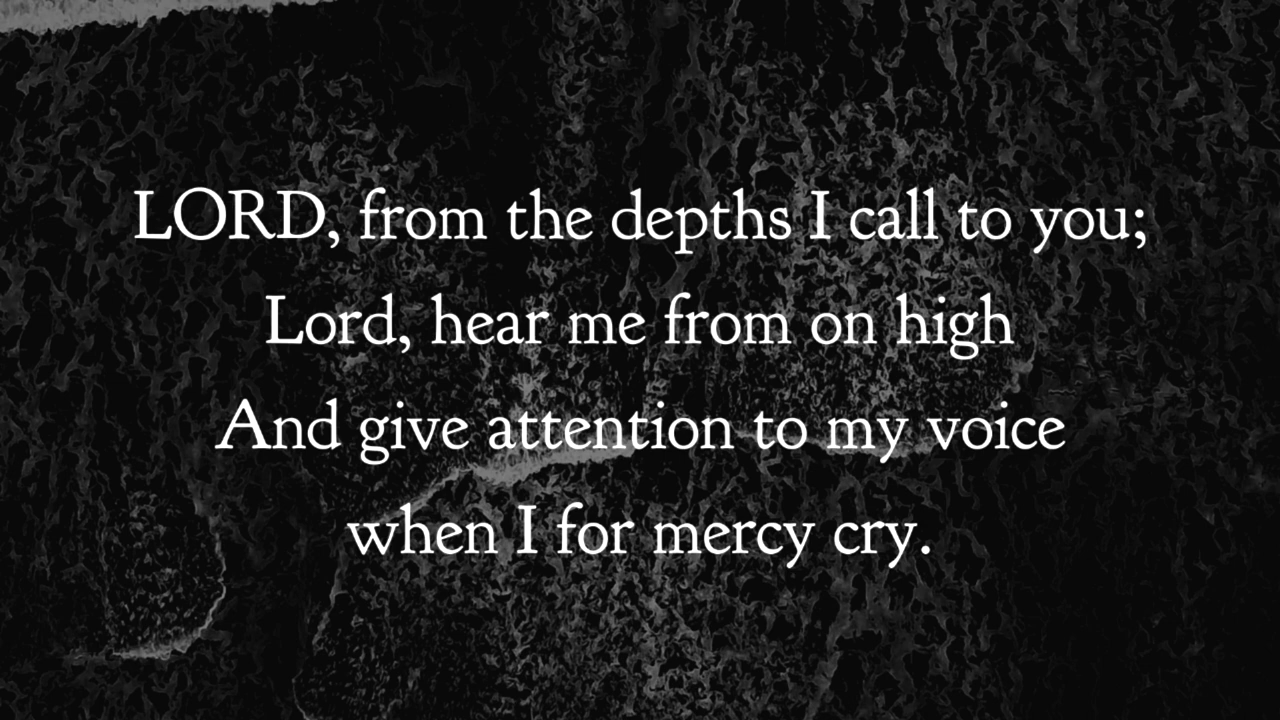 LORD, from the depths I call to you;
Lord, hear me from on high
And give attention to my voice
when I for mercy cry.